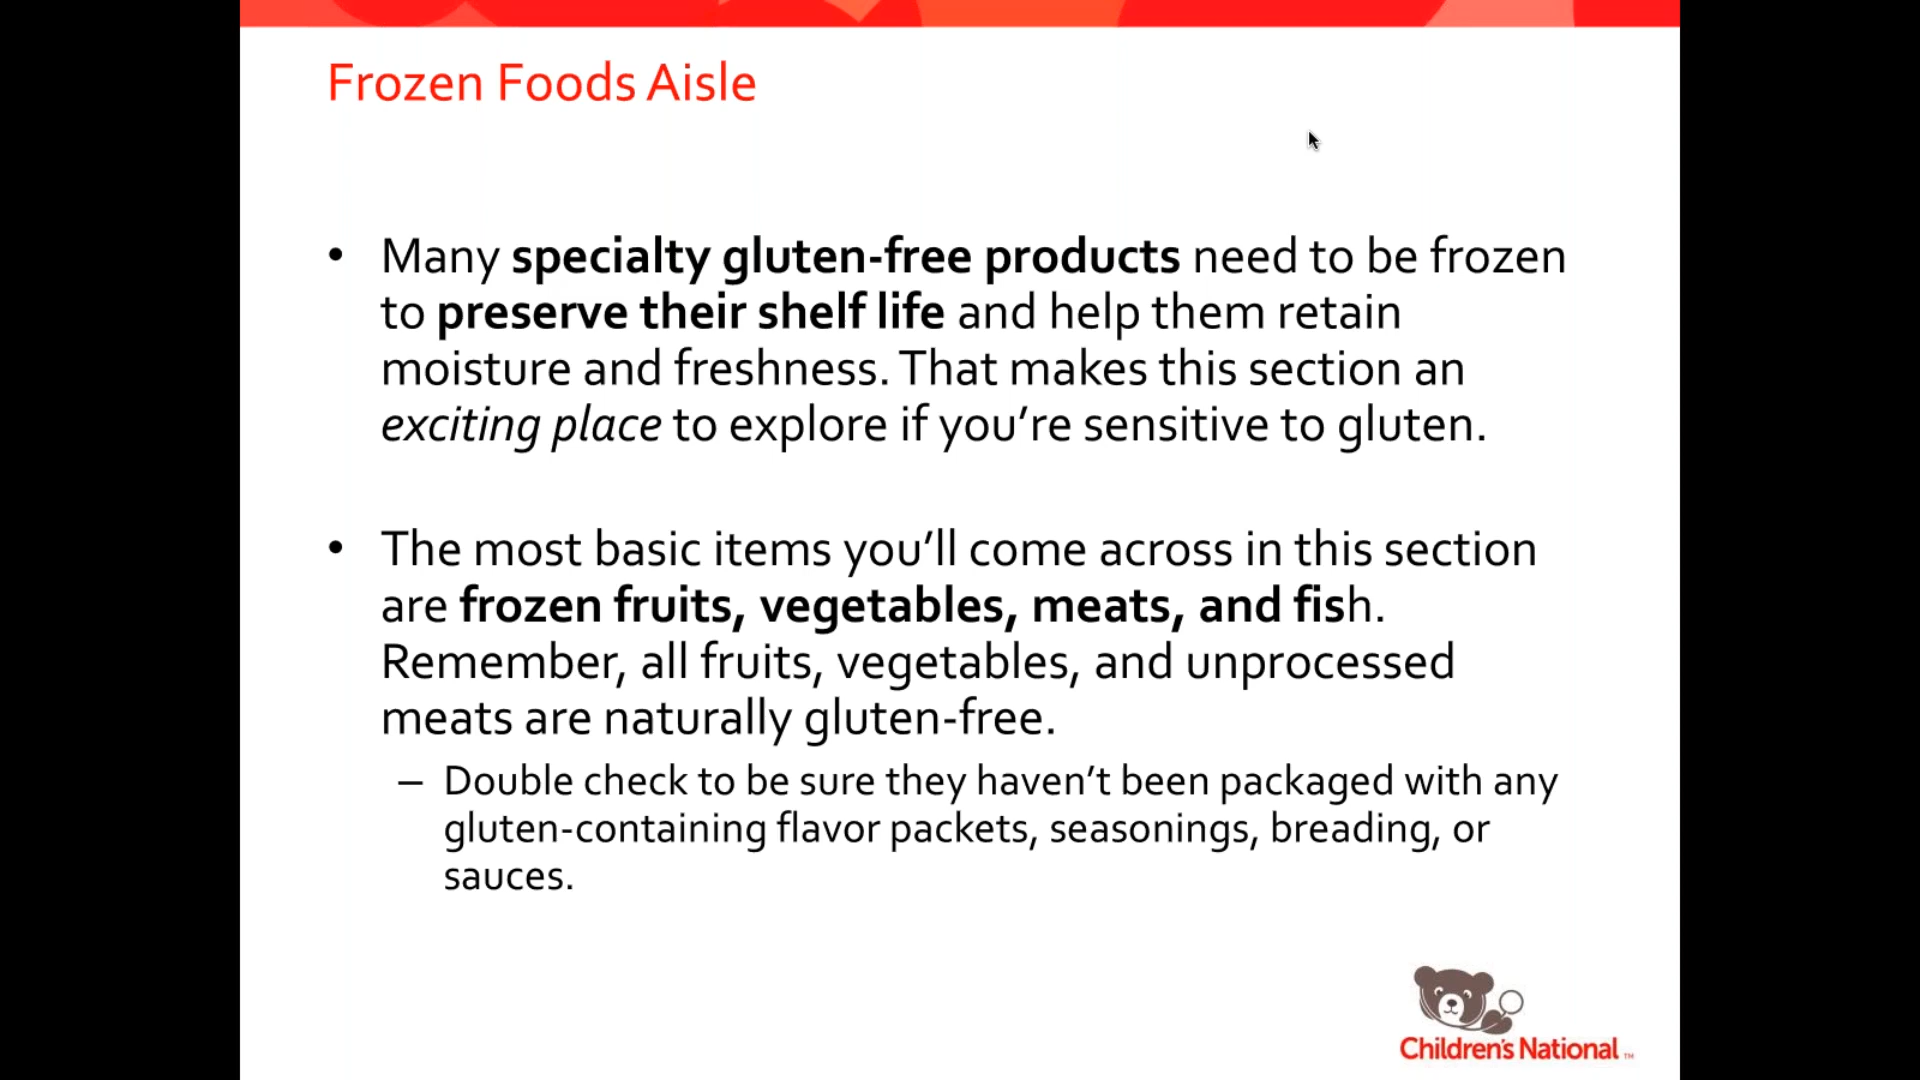 Frozen Foods Aisle
• Many specialty gluten-free products need to be frozen
to preserve their shelf life and help them retain
moisture and freshness. That makes this section an
exciting place to explore if you’re sensitive to gluten.
• The most basic items you’ll come across in this section
are frozen fruits, vegetables, meats, and fish.
Remember, all fruits, vegetables, and unprocessed
meats are naturally gluten-free.
– Double check to be sure they haven’t been packaged with any
gluten-containing flavor packets, seasonings, breading, or
sauces.
Children's National ™